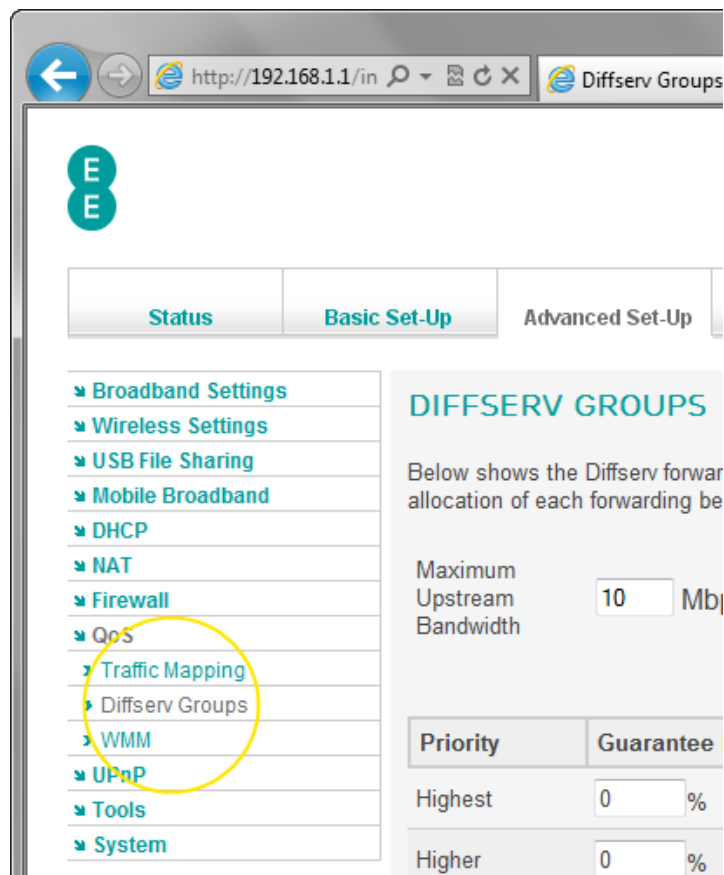 http://192.168.1.1/in
Diffserv Groups
E
E
Status
Basic Set-Up
Advanced Set-Up
Broadband Settings
Wireless Settings
USB File Sharing
Mobile Broadband
DHCP
NAT
Firewall
QoS
Traffic Mapping
Diffserv Groups
WMM
UPnP
Tools
System
DIFFSERV GROUPS
Below shows the Diffserv forwar
allocation of each forwarding be
Maximum
Upstream
Bandwidth
10 Mbp
Priority Guarantee
Highest 0 %
Higher 0 %